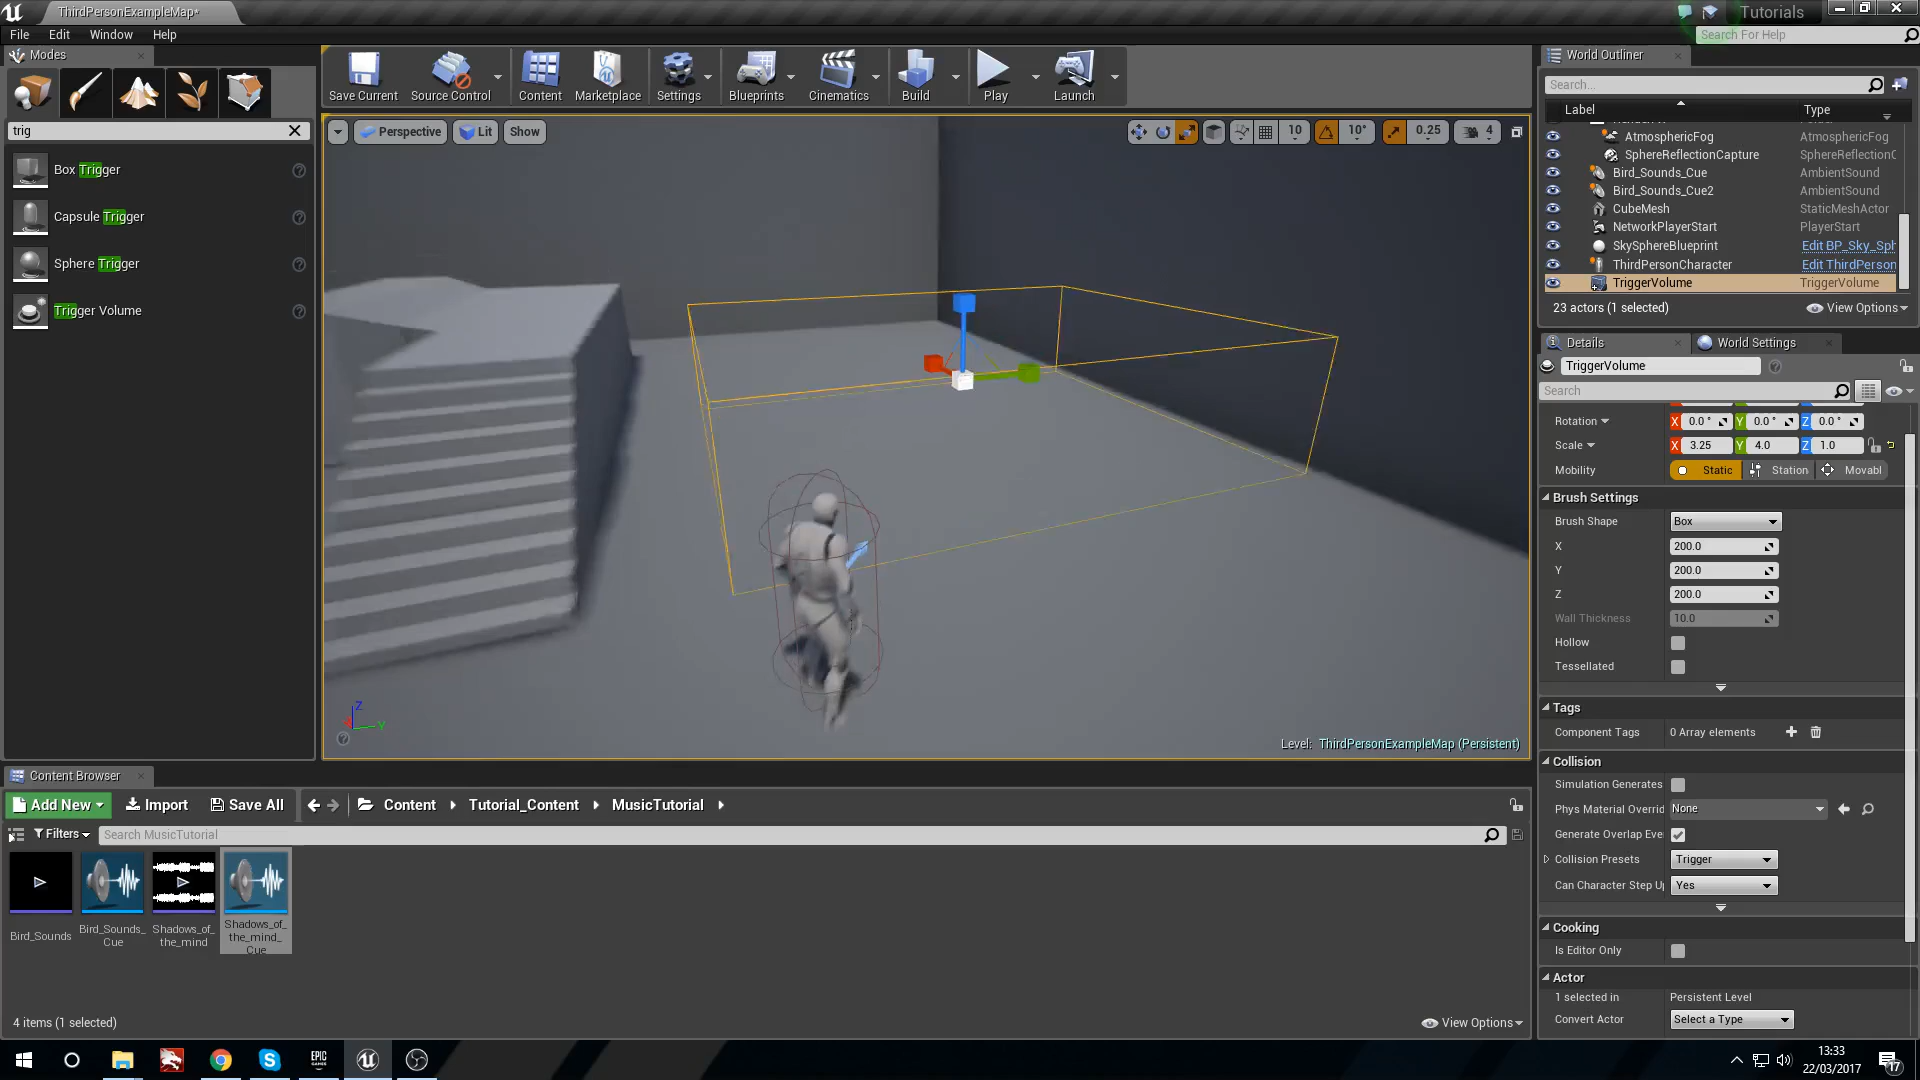 ThirdPersonExampleMap*
Tutorials
File Edit Window Help
Search For Help
Modes
trig
Box Trigger
Capsule Trigger
Sphere Trigger
Trigger Volume
Save Current Source Control Content Marketplace Settings Blueprints Cinematics Build Play Launch
Perspective Lit Show
10 10° 0.25 4
Z
Y
Level: ThirdPersonExampleMap (Persistent)
World Outliner
Search...
Label Type
AtmosphericFog AtmosphericFog
SphereReflectionCapture SphereReflectionC
Bird_Sounds_Cue AmbientSound
Bird_Sounds_Cue2 AmbientSound
CubeMesh StaticMeshActor
NetworkPlayerStart PlayerStart
SkySphereBlueprint Edit BP_Sky_Sph
ThirdPersonCharacter Edit ThirdPerson
TriggerVolume TriggerVolume
23 actors (1 selected) View Options
Details World Settings
TriggerVolume
Search
Rotation X 0.0° Y 0.0° Z 0.0°
Scale X 3.25 Y 4.0 Z 1.0
Mobility Static Station Movabl
Brush Settings
Brush Shape Box
X 200.0
Y 200.0
Z 200.0
Wall Thickness 10.0
Hollow
Tessellated
Tags
Component Tags 0 Array elements
Collision
Simulation Generates
Phys Material Overrid None
Generate Overlap Eve
Collision Presets Trigger
Can Character Step U Yes
Cooking
Is Editor Only
Actor
1 selected in Persistent Level
Convert Actor Select a Type
Content Browser
Add New Import Save All Content Tutorial_Content MusicTutorial
Filters Search MusicTutorial
Bird_Sounds
Bird_Sounds_
Cue
Shadows_of_
the_mind
Shadows_of_
the_mind_
Cue
4 items (1 selected) View Options
EPIC
GAMES
13:33
22/03/2017
17